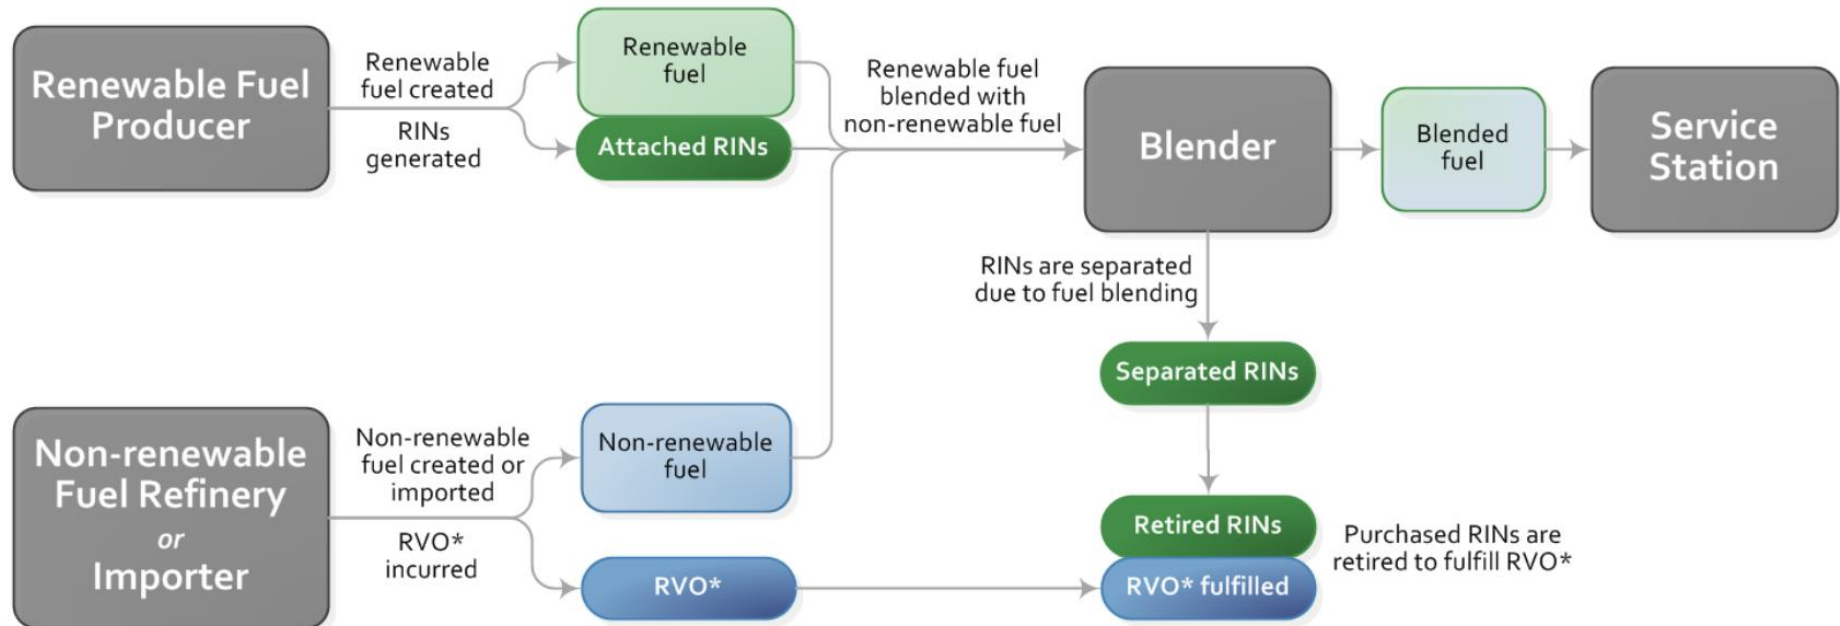 Renewable Fuel
Producer
Renewable
fuel created
RINs
generated
Renewable
fuel
Attached RINs
Renewable fuel
blended with
non-renewable fuel
Blender
Blended
fuel
Service
Station
RINs are separated
due to fuel blending
Separated RINs
Non-renewable
Fuel Refinery
or
Importer
Non-renewable
fuel created or
imported
RVO*
incurred
Non-renewable
fuel
RVO*
Retired RINs
RVO* fulfilled
Purchased RINs are
retired to fulfill RVO*